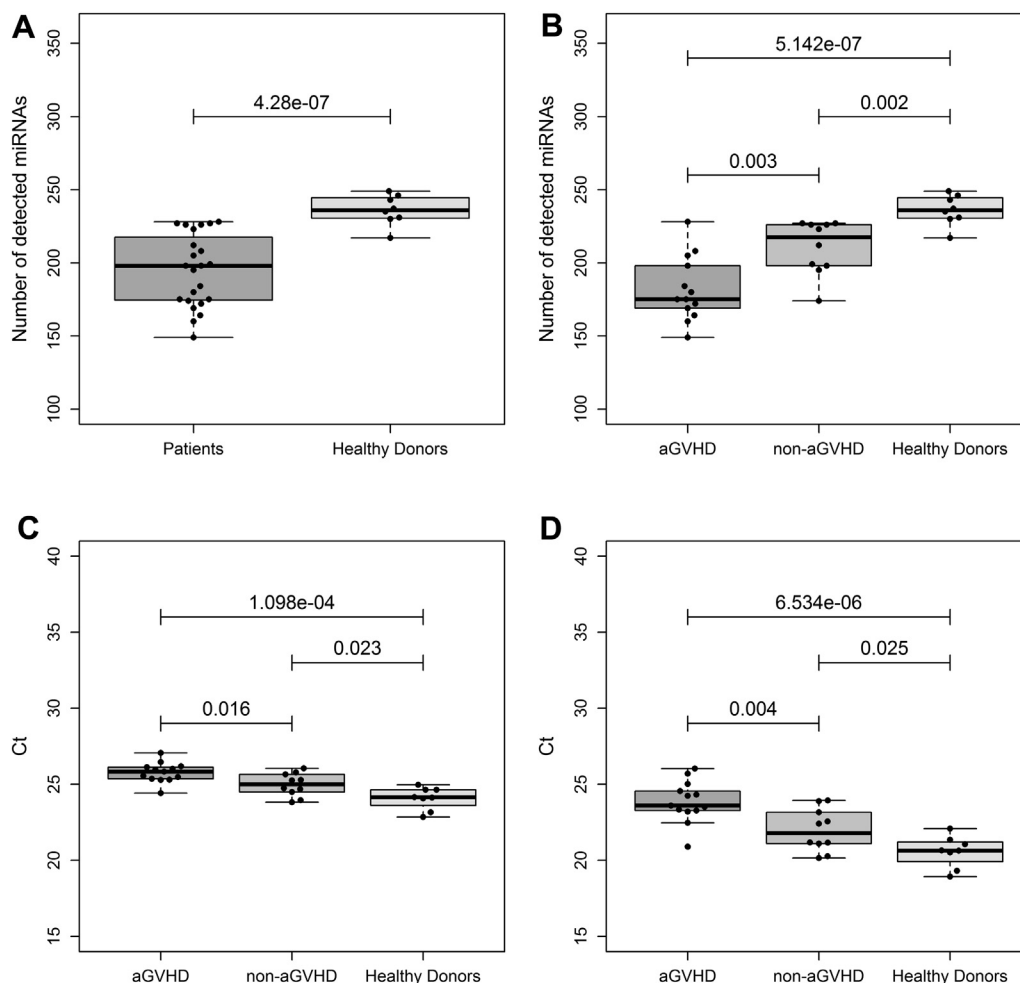 A
Number of detected miRNAs
350
300
250
200
150
100
4.28e-07
Patients Healthy Donors
B
Number of detected miRNAs
350
300
250
200
150
100
5.142e-07
0.002
0.003
aGVHD non-aGVHD Healthy Donors
C
Ct
40
35
30
25
20
15
1.098e-04
0.023
0.016
aGVHD non-aGVHD Healthy Donors
D
Ct
40
35
30
25
20
15
6.534e-06
0.025
0.004
aGVHD non-aGVHD Healthy Donors